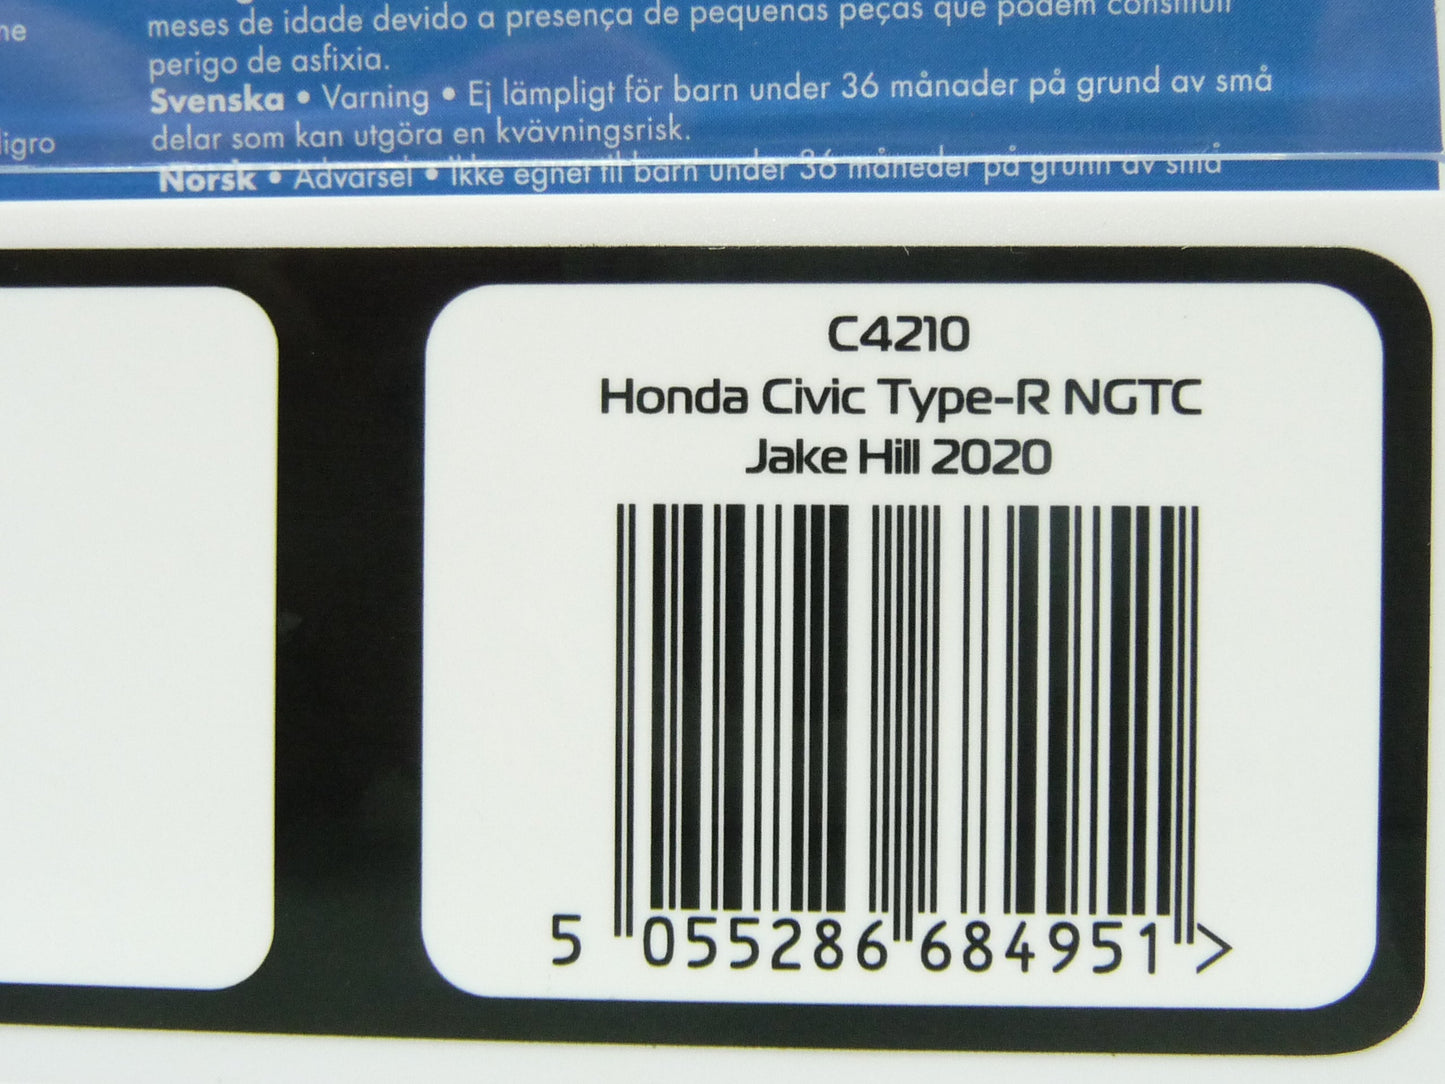 meses de idade devido a presença de pequenas peças que podem constituir
ne
perigo de asfixia.
Svenska • Varning • Ej lämpligt för barn under 36 månader på grund av små
ligro
delar som kan utgöra en kvävningsrisk.
Norsk • Advarsel • Ikke egnet til barn under 36 måneder på grunn av små
C4210
Honda Civic Type-R NGTC
Jake Hill 2020
5 055286 684951 >